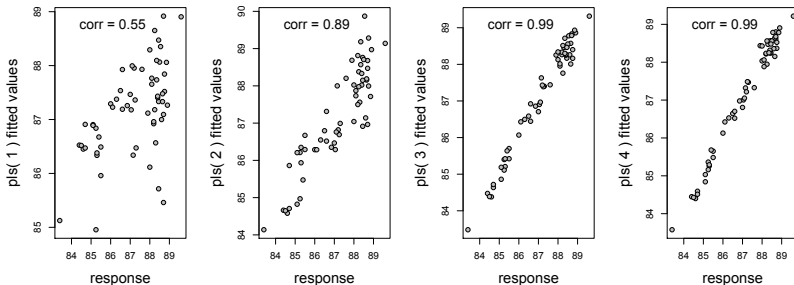 corr = 0.55
pls( 1 ) fitted values
85 86 87 88 89
84 85 86 87 88 89
response
corr = 0.89
pls( 2 ) fitted values
84 85 86 87 88 89 90
84 85 86 87 88 89
response
corr = 0.99
pls( 3 ) fitted values
84 85 86 87 88 89
84 85 86 87 88 89
response
corr = 0.99
pls( 4 ) fitted values
84 85 86 87 88 89
84 85 86 87 88 89
response